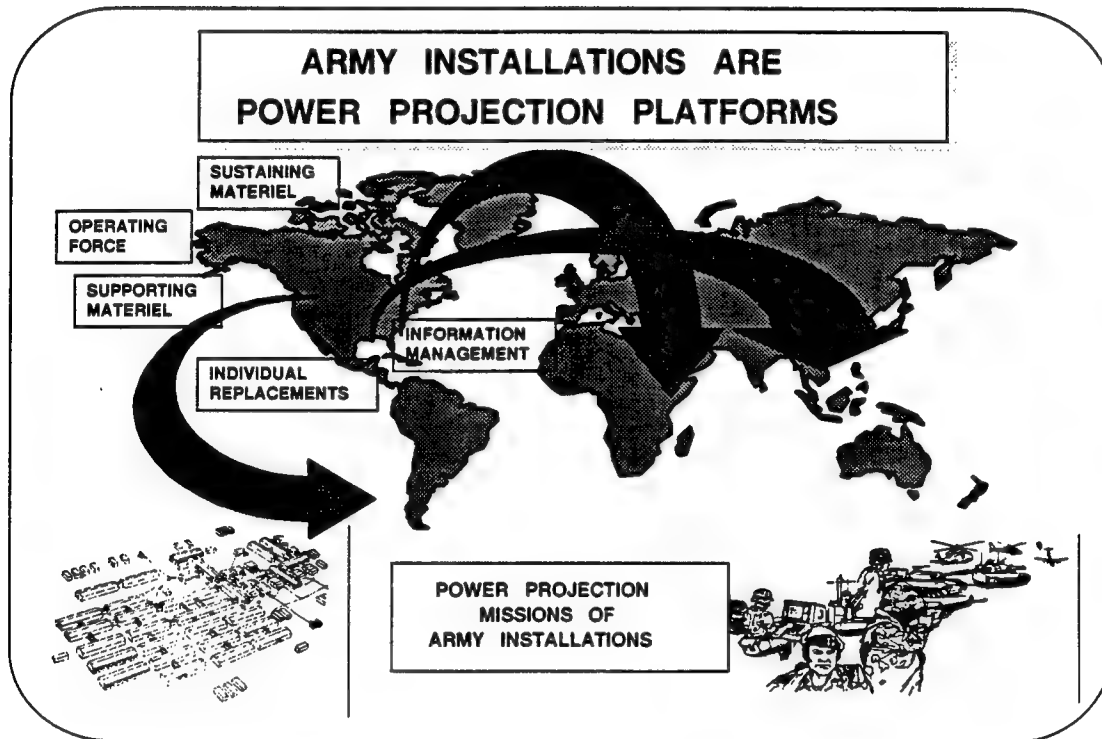 ARMY INSTALLATIONS ARE
POWER PROJECTION PLATFORMS
SUSTAINING
MATERIEL
OPERATING
FORCE
SUPPORTING
MATERIEL
INFORMATION
MANAGEMENT
INDIVIDUAL
REPLACEMENTS
POWER PROJECTION
MISSIONS OF
ARMY INSTALLATIONS